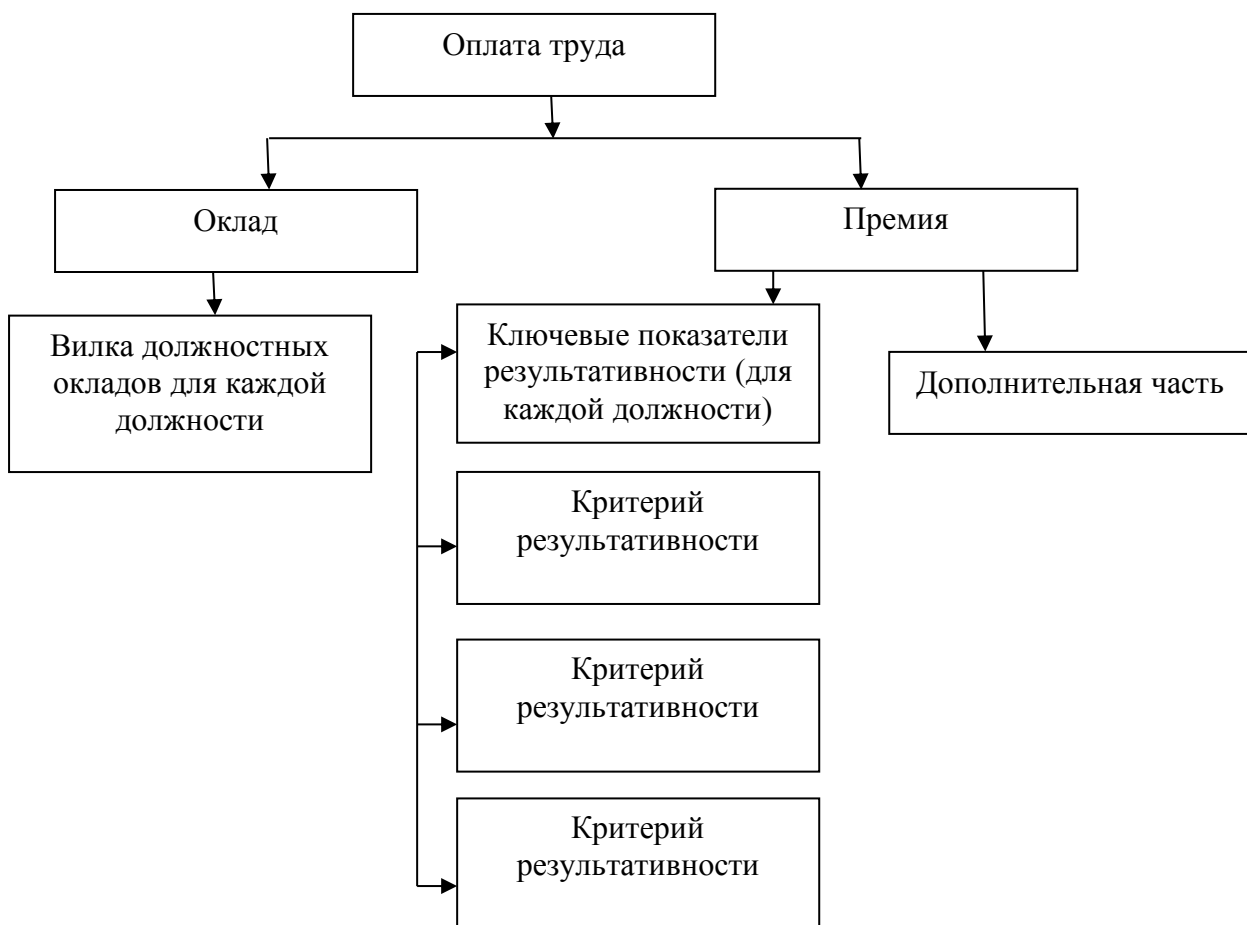 Оплата труда
Оклад
Премия
Вилка должностных
окладов для каждой
должности
Ключевые показатели
результативности (для
каждой должности)
Дополнительная часть
Критерий
результативности
Критерий
результативности
Критерий
результативности